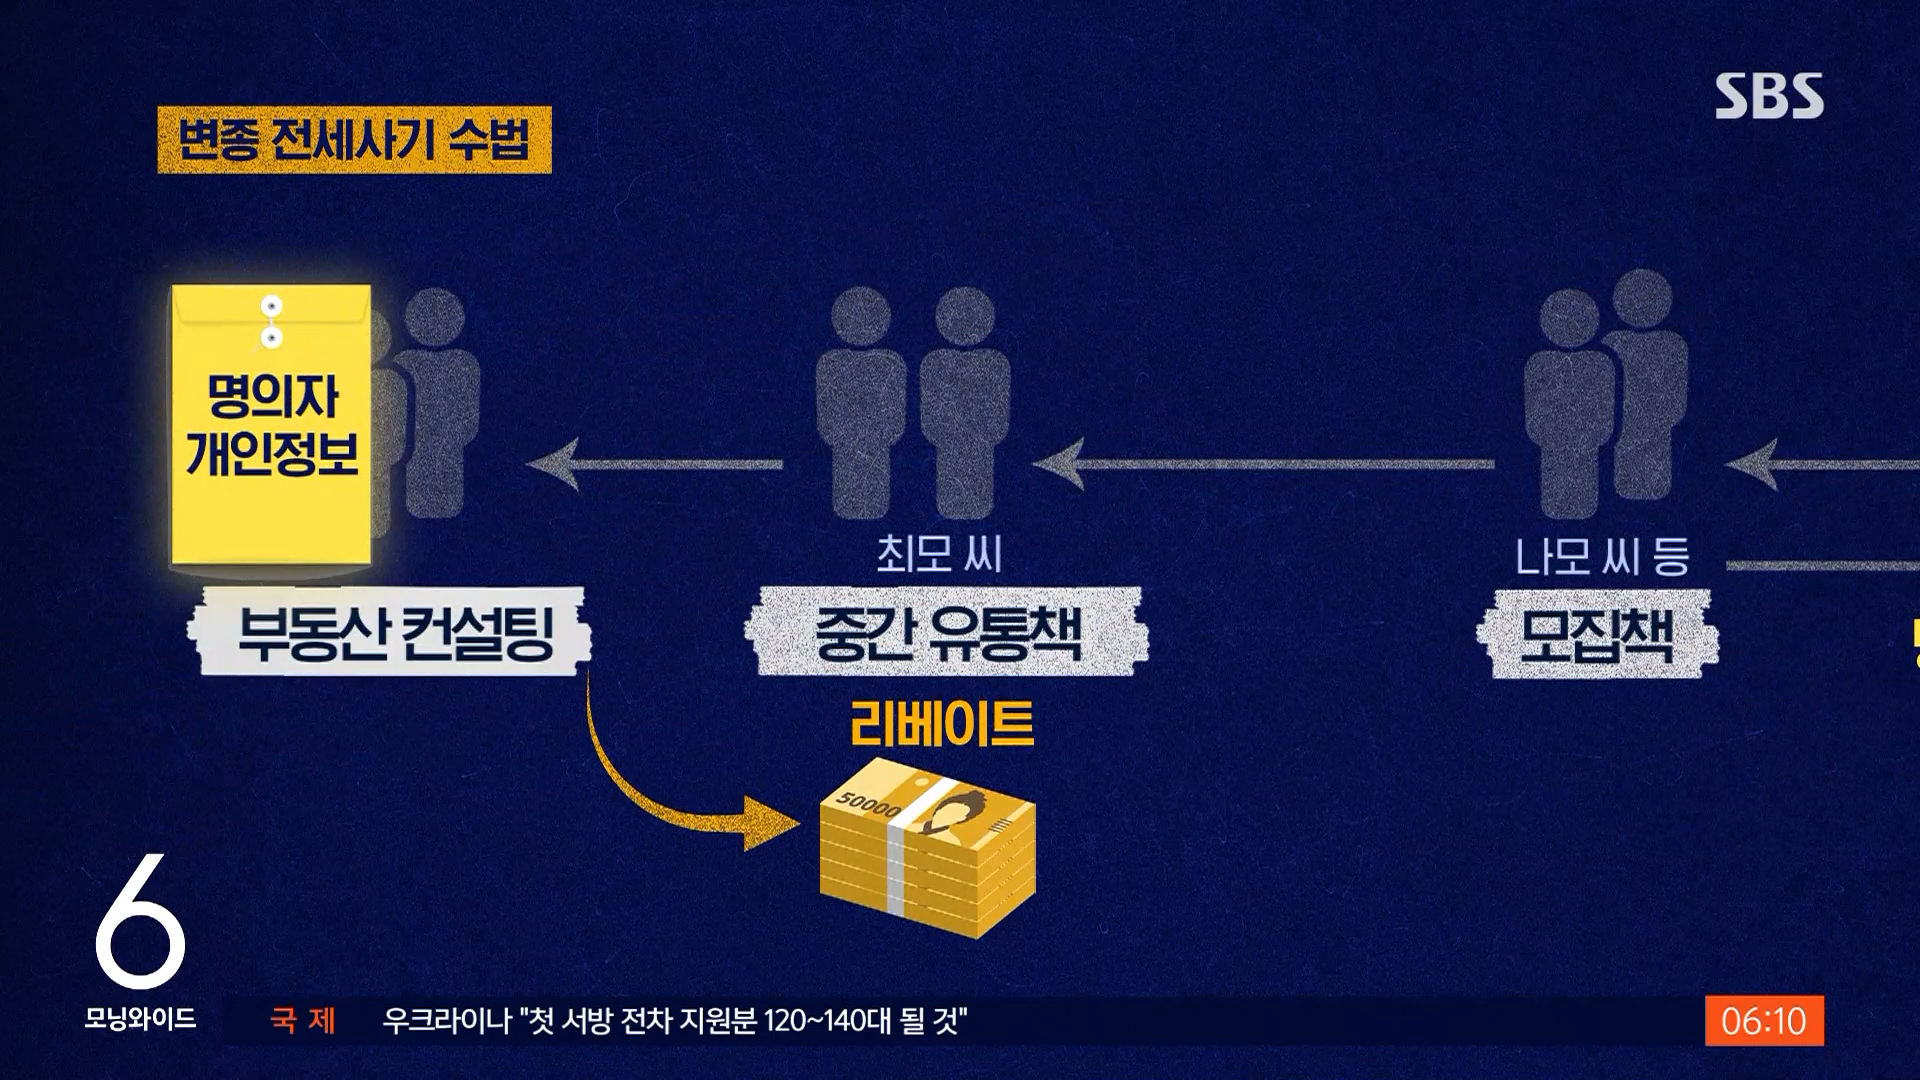 SBS
변종 전세사기 수법
명의자
개인정보
최모 씨
나모 씨 등
부동산 컨설팅
중간 유통책
모집책
리베이트
50000
6
모닝와이드
국제
우크라이나 "첫 서방 전차 지원분 120~140대 될 것"
06:10